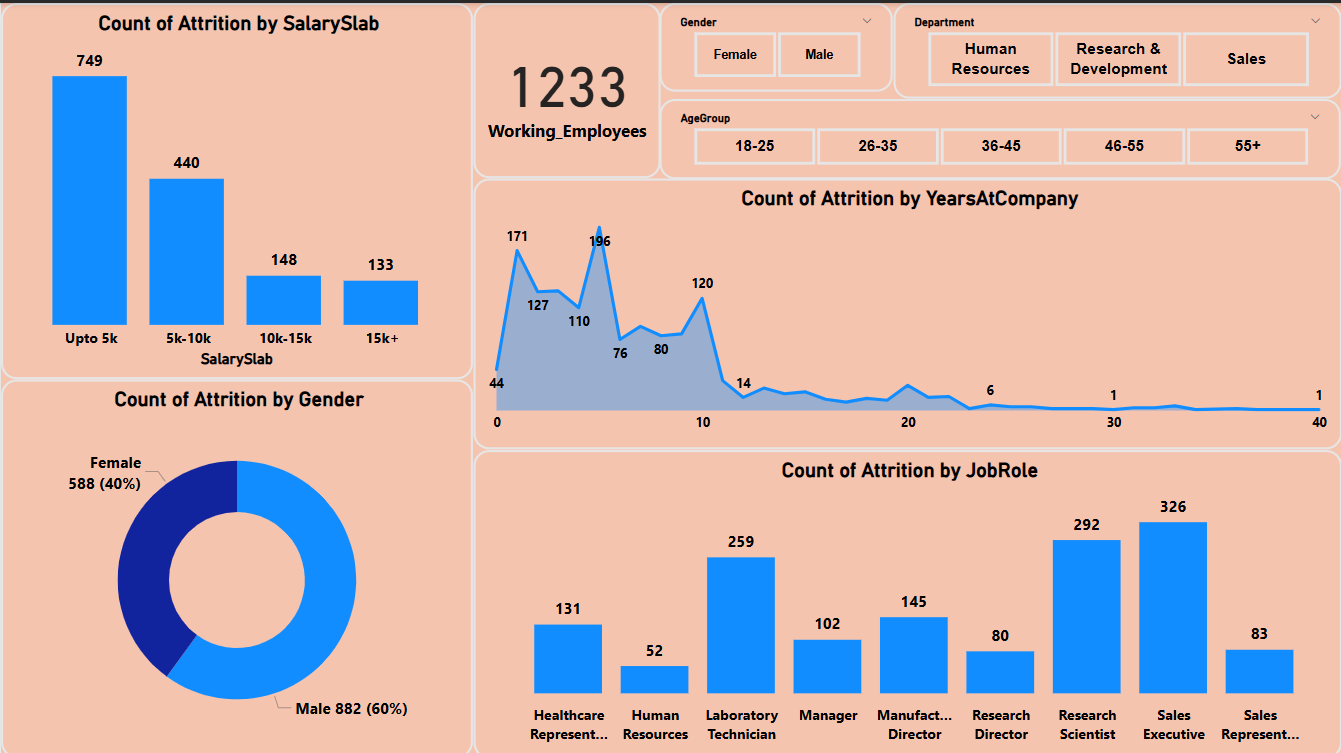 Count of Attrition by SalarySlab
749
440
148
133
Upto 5k
5k-10k
10k-15k
15k+
SalarySlab
1233
Working_Employees
Gender
Female
Male
Department
Human
Resources
Research &
Development
Sales
AgeGroup
18-25
26-35
36-45
46-55
55+
Count of Attrition by YearsAtCompany
44
171
127
110
196
76
80
120
14
6
1
1
0
10
20
30
40
Count of Attrition by Gender
Female
588 (40%)
Male 882 (60%)
Count of Attrition by JobRole
131
52
259
102
145
80
292
326
83
Healthcare
Represent...
Human
Resources
Laboratory
Technician
Manager
Manufact...
Director
Research
Director
Research
Scientist
Sales
Executive
Sales
Represent...